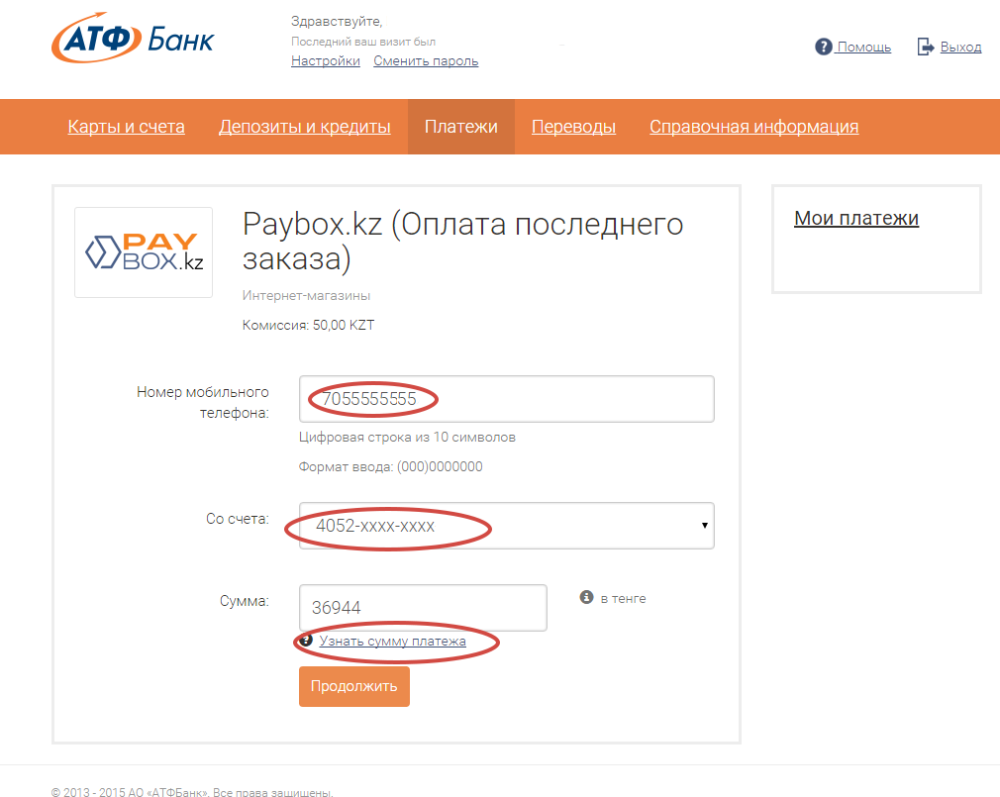 АТФ Банк
Здравствуйте,
Последний ваш визит был
Настройки Сменить пароль
Помощь Выход
Карты и счета Депозиты и кредиты Платежи Переводы Справочная информация
PAY
BOX.kz
Paybox.kz (Оплата последнего
заказа)
Интернет-магазины
Комиссия: 50,00 KZT
Мои платежи
Номер мобильного
телефона:
7055555555
Цифровая строка из 10 символов
Формат ввода: (000)0000000
Со счета:
4052-xxxx-xxxx
Сумма:
36944
в тенге
Узнать сумму платежа
Продолжить
© 2013 - 2015 АО «АТФБанк». Все права защищены.